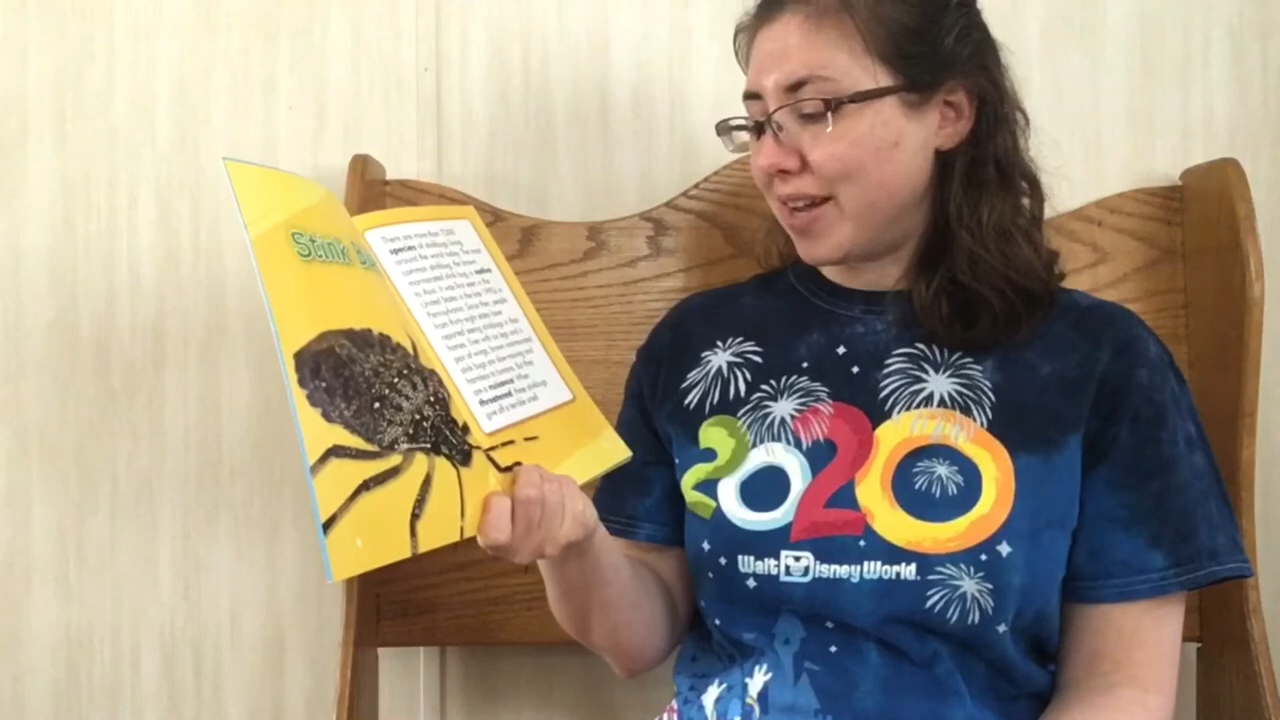 Stink Bu
There are more than 7,000
species of stinkbugs living
around the world today. The most
common stinkbug, the brown
marmorated stink bug, is native
to Asia. It was first seen in the
United States in the late 1990s in
Pennsylvania. Since then, people
from forty-eight states have
reported seeing stinkbugs in their
homes. Even with six legs and a
pair of wings, brown marmorated
stink bugs are slow-moving and
harmless to humans. But they
are a nuisance. When
threatened, these stinkbugs
give off a terrible smell.
2020
Walt Disney World